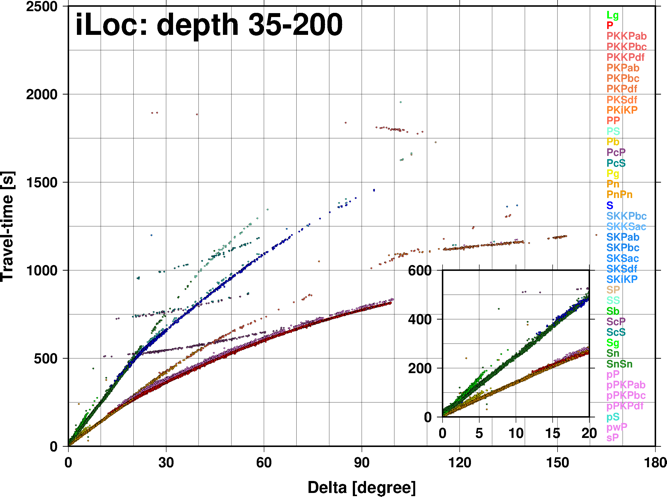 iLoc: depth 35-200
2500
2000
1500
1000
500
0
Travel-time [s]
0
30
60
90
120
150
180
Delta [degree]
600
400
200
0
0
5
10
15
20
Lg
P
PKKPab
PKKPbc
PKKPdf
PKPab
PKPbc
PKPdf
PKSdf
PKiKP
PP
PS
Pb
PcP
PcS
Pg
Pn
PnPn
S
SKKPbc
SKKSac
SKPab
SKPbc
SKSac
SKSdf
SKiKP
SP
SS
Sb
ScP
ScS
Sg
Sn
SnSn
pP
pPKPab
pPKPbc
pPKPdf
pS
pwP
sP